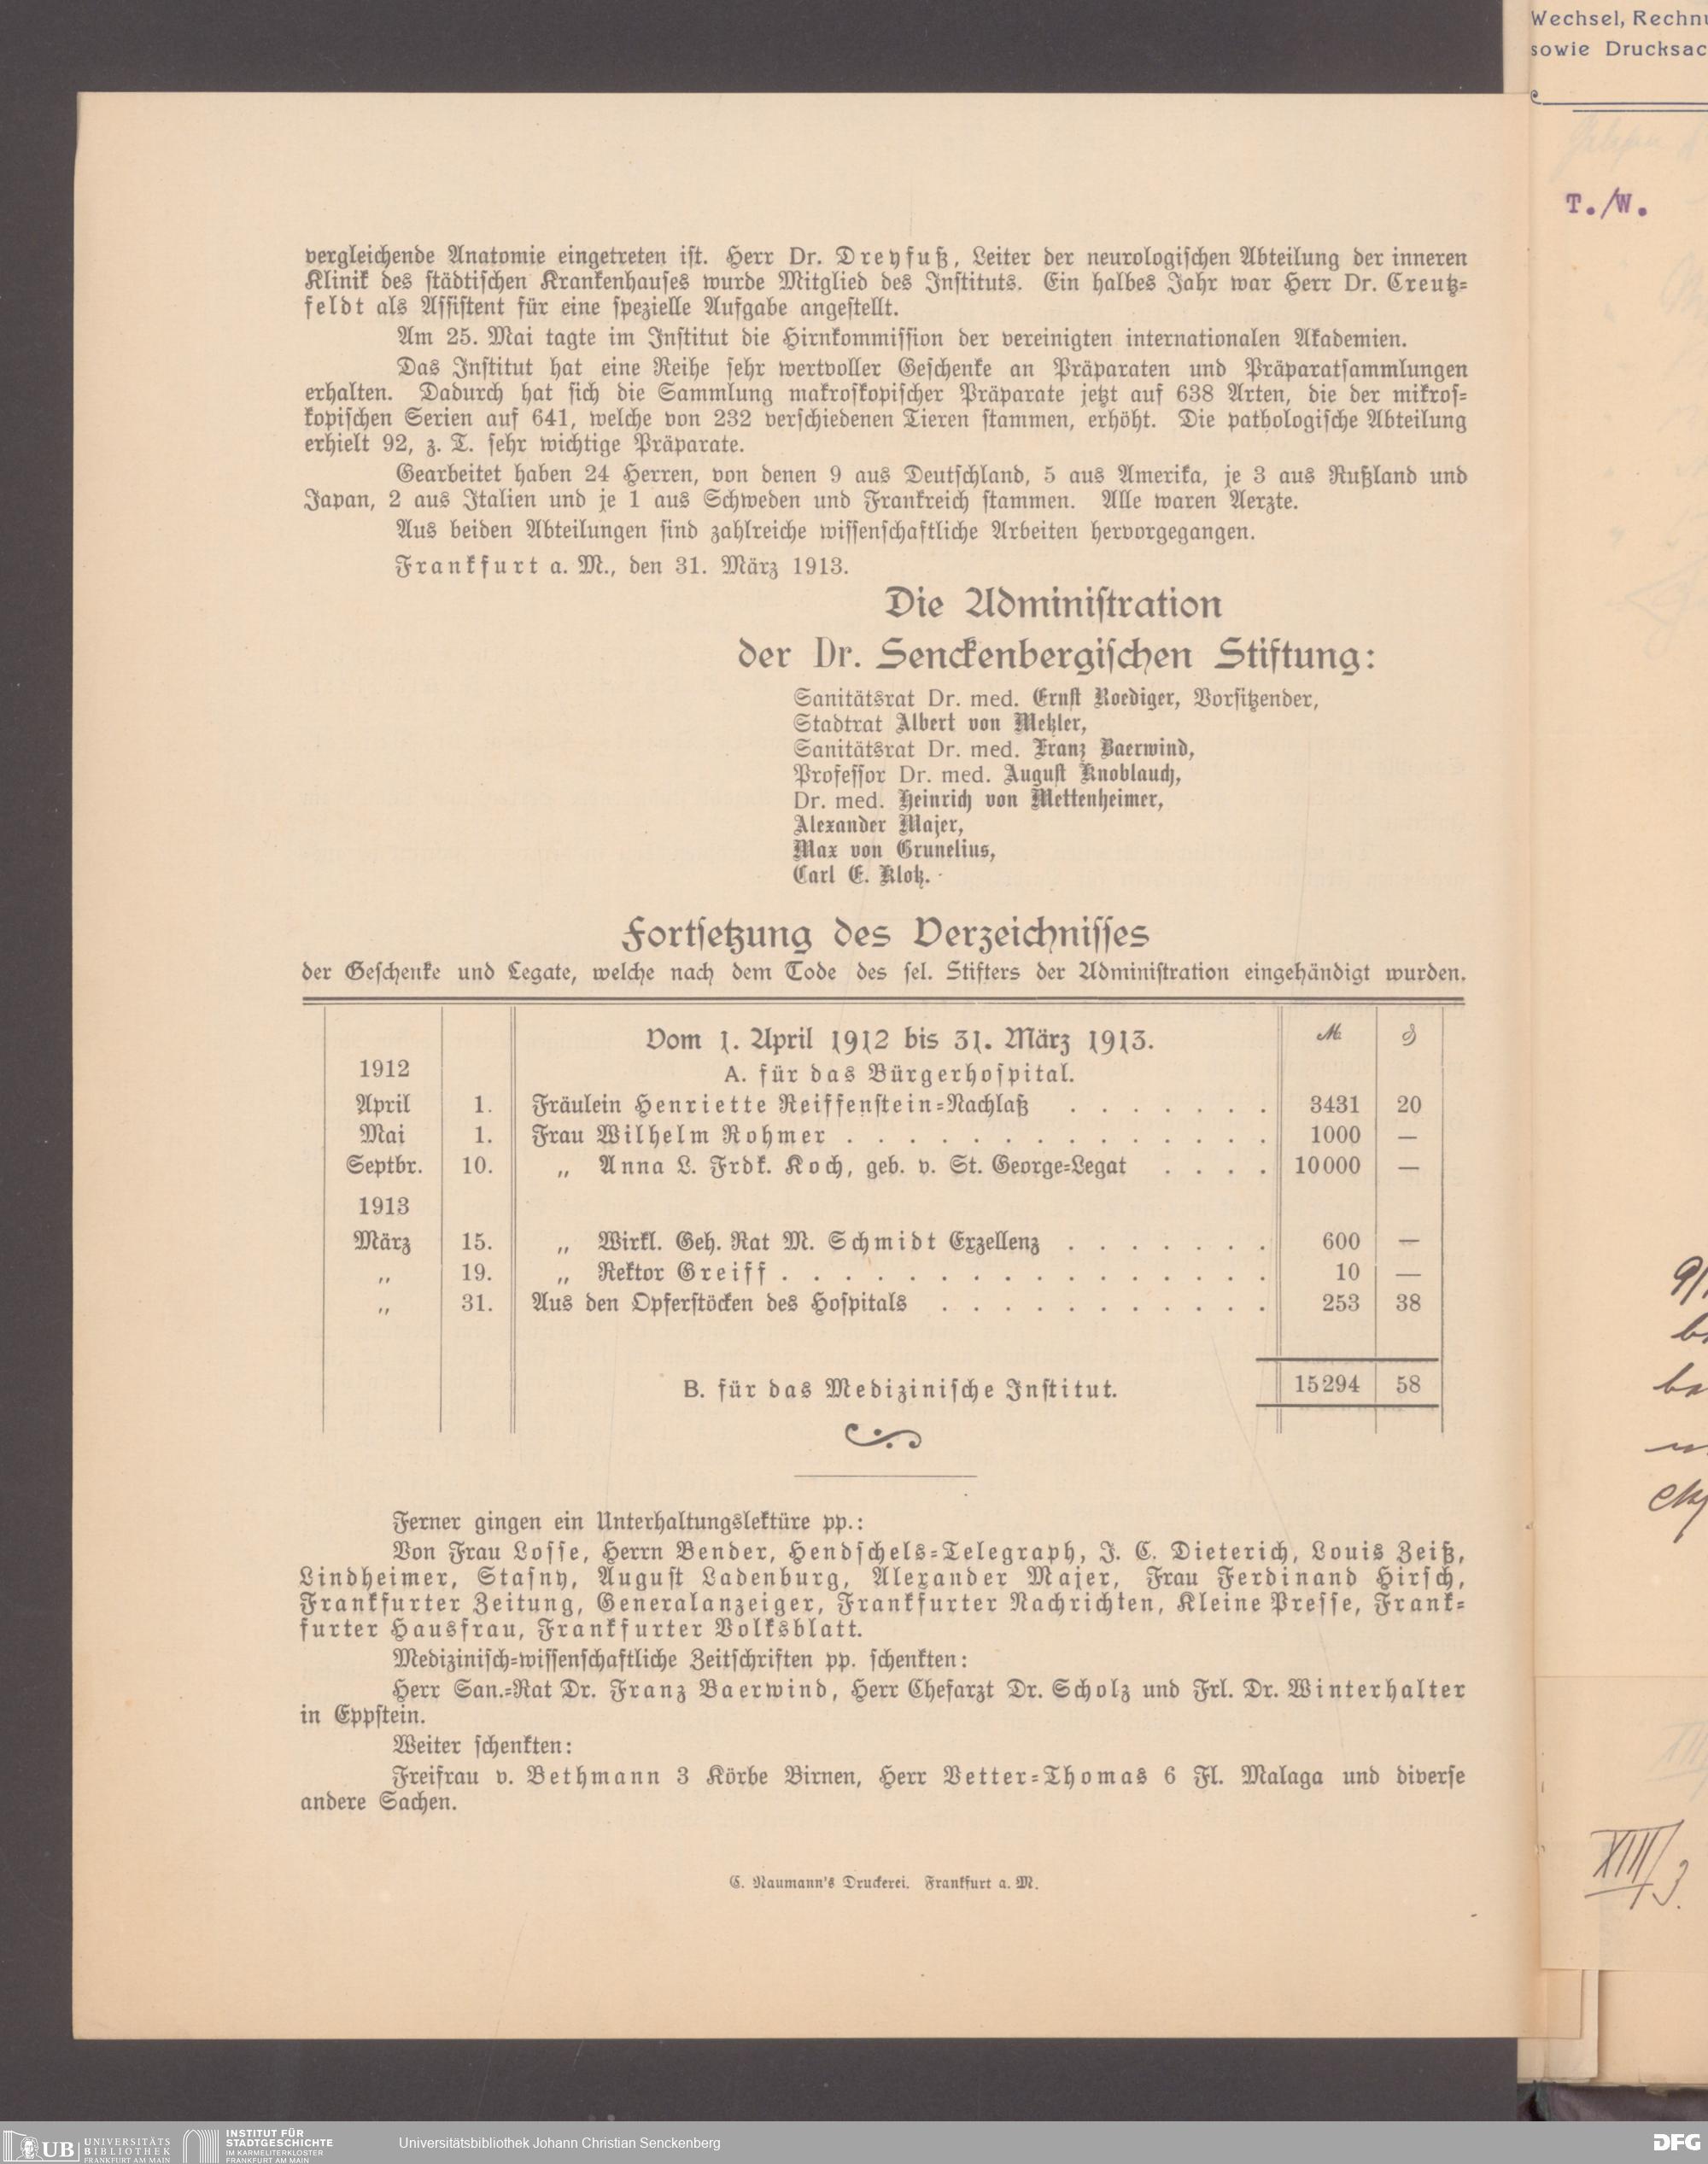 vergleichende Anatomie eingetreten ist. Herr Dr. Dreyfuß, Leiter der neurologischen Abteilung der inneren
Klinik des städtischen Krankenhauses wurde Mitglied des Instituts. Ein halbes Jahr war Herr Dr. Creutz-
feldt als Assistent für eine spezielle Aufgabe angestellt.
Am 25. Mai tagte im Institut die Hirnkommission der vereinigten internationalen Akademien.
Das Institut hat eine Reihe sehr wertvoller Geschenke an Präparaten und Präparatsammlungen
erhalten. Dadurch hat sich die Sammlung makroskopischer Präparate jetzt auf 638 Arten, die der mikros-
kopischen Serien auf 641, welche von 232 verschiedenen Tieren stammen, erhöht. Die pathologische Abteilung
erhielt 92, z. T. sehr wichtige Präparate.
Gearbeitet haben 24 Herren, von denen 9 aus Deutschland, 5 aus Amerika, je 3 aus Rußland und
Japan, 2 aus Italien und je 1 aus Schweden und Frankreich stammen. Alle waren Aerzte.
Aus beiden Abteilungen sind zahlreiche wissenschaftliche Arbeiten hervorgegangen.
Frankfurt a. M., den 31. März 1913.
Die Administration
der Dr. Senckenbergischen Stiftung:
Sanitätsrat Dr. med. Ernst Roediger, Vorsitzender,
Stadtrat Albert von Metzler,
Sanitätsrat Dr. med. Franz Baerwind,
Professor Dr. med. August Knoblauch,
Dr. med. Heinrich von Mettenheimer,
Alexander Majer,
Max von Grunelius,
Carl E. Klotz.
Fortsetzung des Verzeichnisses
der Geschenke und Legate, welche nach dem Tode des sel. Stifters der Administration eingehändigt wurden.
Vom 1. April 1912 bis 31. März 1913. ℳ ₰
1912 A. für das Bürgerhospital.
April 1. Fräulein Henriette Reiffenstein-Nachlaß . . . . . . . 3431 20
Mai 1. Frau Wilhelm Rohmer . . . . . . . . . . . . . . 1000 —
Septbr. 10. „ Anna L. Frdk. Koch, geb. v. St. George-Legat . . . . 10000 —
1913
März 15. „ Wirkl. Geh. Rat M. Schmidt Exzellenz . . . . . . . 600 —
„ 19. „ Rektor Greiff . . . . . . . . . . . . . . . . 10 —
„ 31. Aus den Opferstöcken des Hospitals . . . . . . . . . . . 253 38
B. für das Medizinische Institut. 15294 58
Ferner gingen ein Unterhaltungslektüre pp.:
Von Frau Losse, Herrn Bender, Hendschels-Telegraph, J. C. Dieterich, Louis Zeiß,
Lindheimer, Stasny, August Ladenburg, Alexander Majer, Frau Ferdinand Hirsch,
Frankfurter Zeitung, Generalanzeiger, Frankfurter Nachrichten, Kleine Presse, Frank-
furter Hausfrau, Frankfurter Volksblatt.
Medizinisch-wissenschaftliche Zeitschriften pp. schenkten:
Herr San.-Rat Dr. Franz Baerwind, Herr Chefarzt Dr. Scholz und Frl. Dr. Winterhalter
in Eppstein.
Weiter schenkten:
Freifrau v. Bethmann 3 Körbe Birnen, Herr Vetter-Thomas 6 Fl. Malaga und diverse
andere Sachen.
C. Naumann's Druckerei. Frankfurt a. M.
Wechsel, Rechnu
sowie Drucksac
T./W.
XIII/3.
UB UNIVERSITÄTS
BIBLIOTHEK
FRANKFURT AM MAIN
INSTITUT FÜR
STADTGESCHICHTE
IM KARMELITERKLOSTER
FRANKFURT AM MAIN
Universitätsbibliothek Johann Christian Senckenberg
DFG